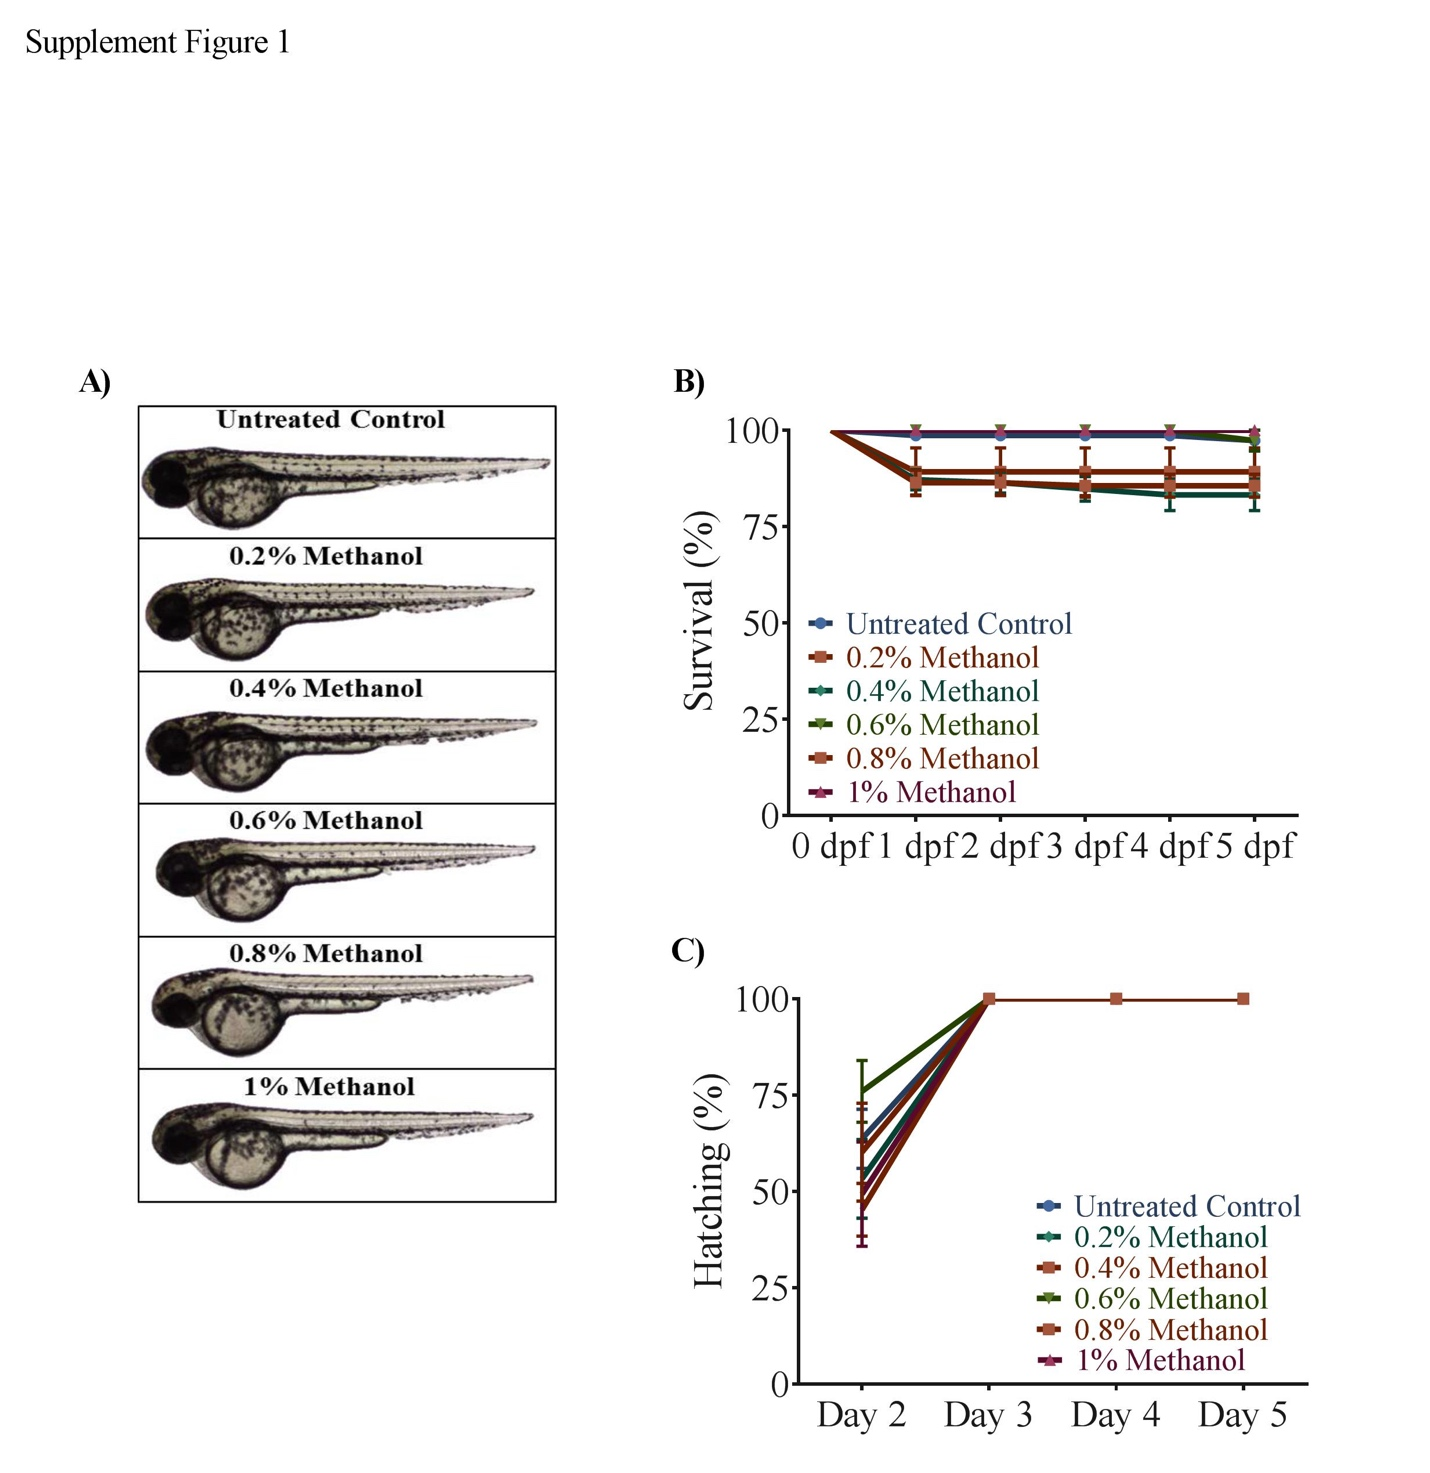 Supplement Figure 1
A)
Untreated Control
0.2% Methanol
0.4% Methanol
0.6% Methanol
0.8% Methanol
1% Methanol
B)
Survival (%)
100
75
50
25
0
Untreated Control
0.2% Methanol
0.4% Methanol
0.6% Methanol
0.8% Methanol
1% Methanol
0 dpf 1 dpf 2 dpf 3 dpf 4 dpf 5 dpf
C)
Hatching (%)
100
75
50
25
0
Untreated Control
0.2% Methanol
0.4% Methanol
0.6% Methanol
0.8% Methanol
1% Methanol
Day 2 Day 3 Day 4 Day 5